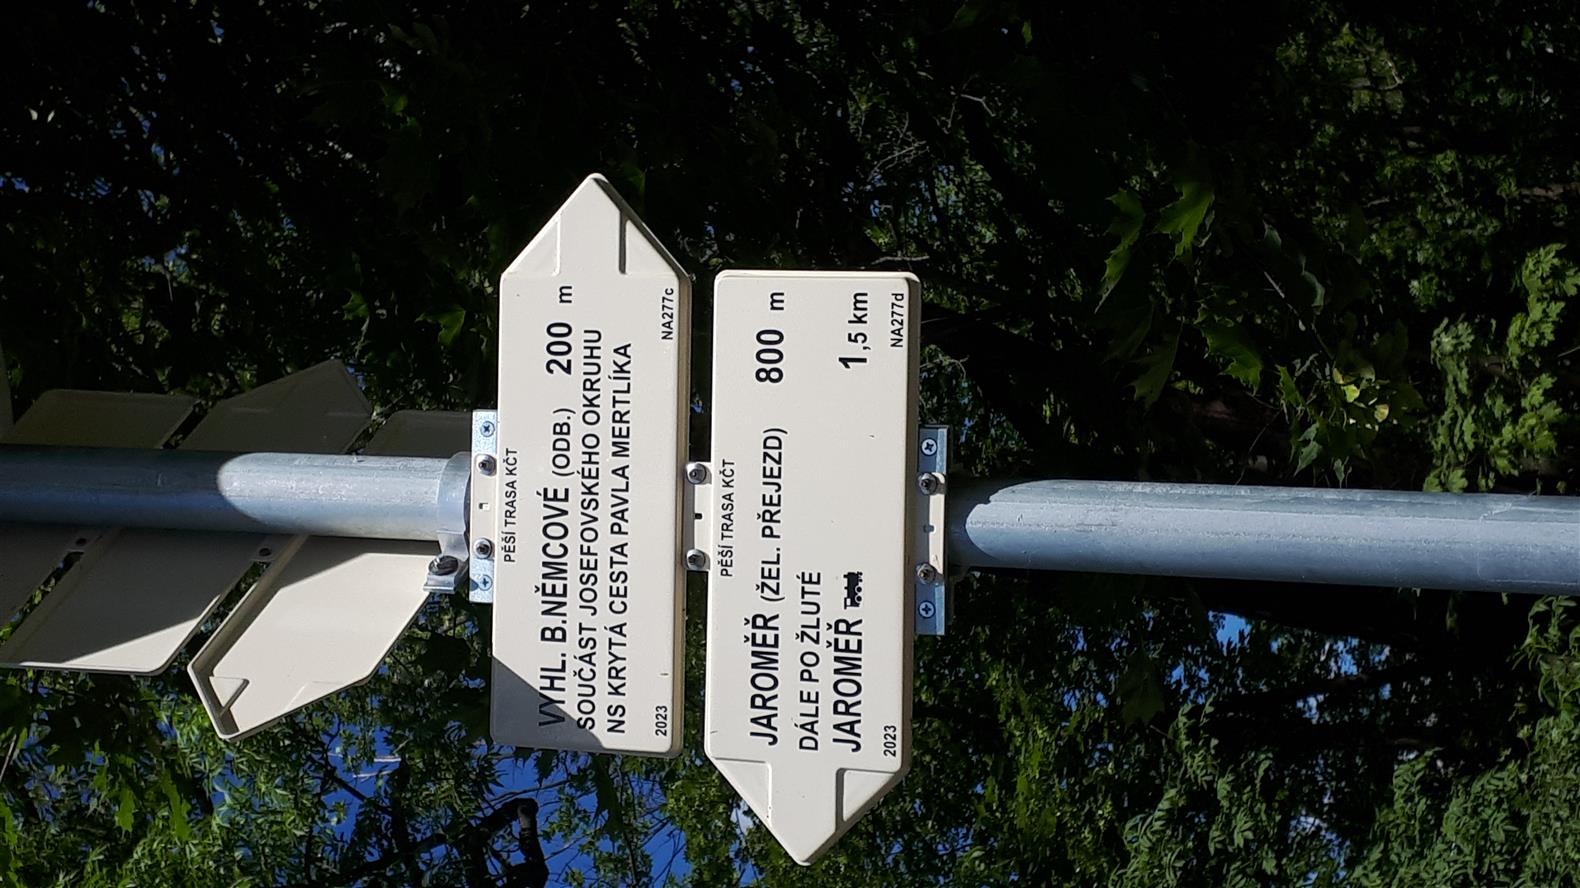 PĚŠÍ TRASA KČT
VYHL. B.NĚMCOVÉ (ODB.) 200 m
SOUČÁST JOSEFOVSKÉHO OKRUHU
NS KRYTÁ CESTA PAVLA MERTLÍKA
2023 NA277c
PĚŠÍ TRASA KČT
JAROMĚŘ (ŽEL. PŘEJEZD) 800 m
DÁLE PO ŽLUTÉ
JAROMĚŘ 1,5 km
2023 NA277d